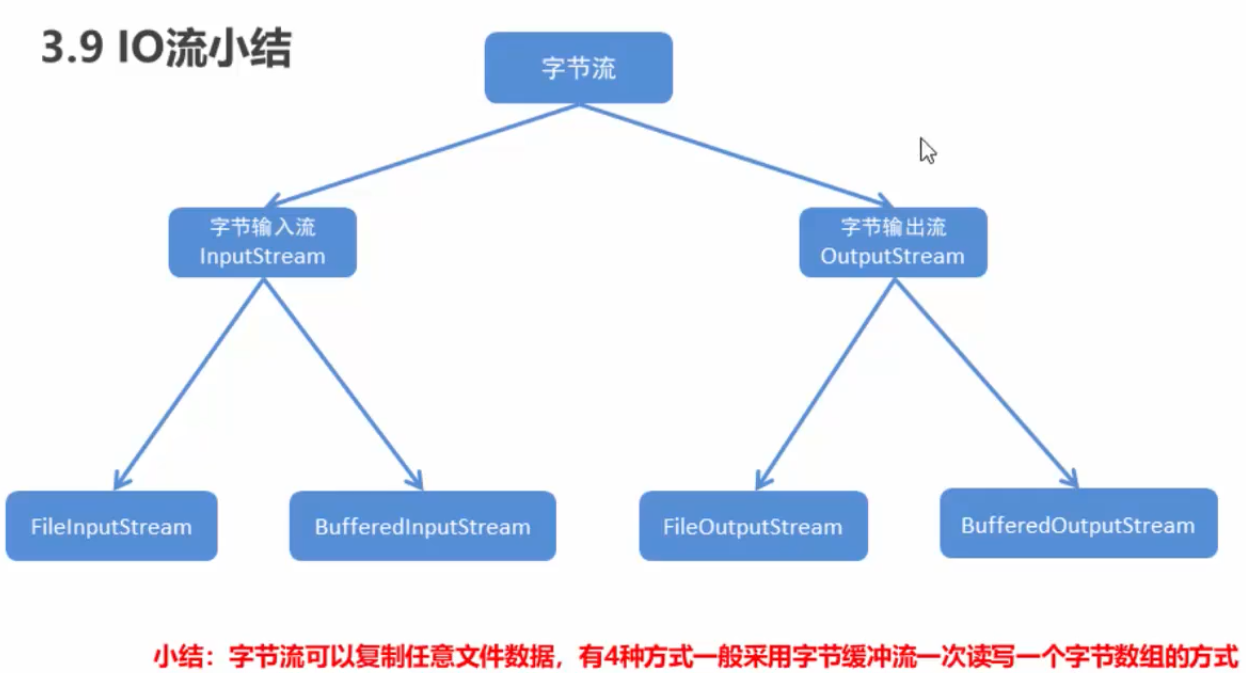 3.9 IO流小结
字节流
字节输入流
InputStream
字节输出流
OutputStream
FileInputStream
BufferedInputStream
FileOutputStream
BufferedOutputStream
小结：字节流可以复制任意文件数据，有4种方式一般采用字节缓冲流一次读写一个字节数组的方式